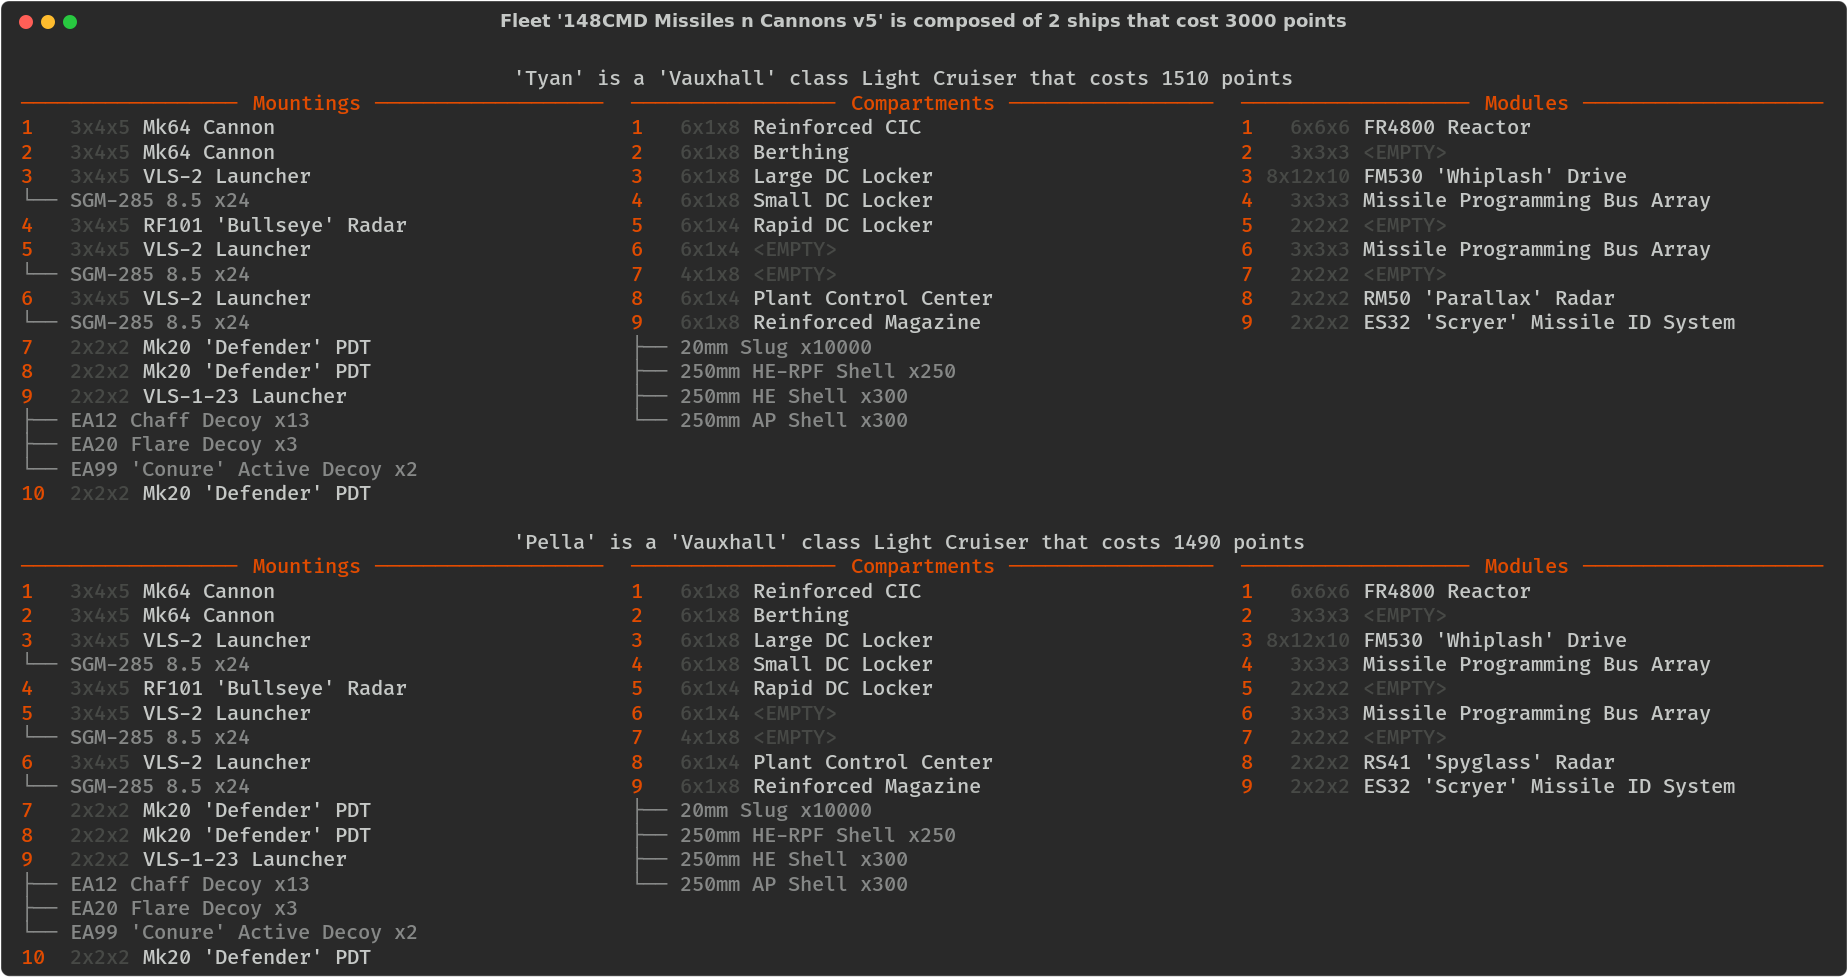 Fleet '148CMD Missiles n Cannons v5' is composed of 2 ships that cost 3000 points
'Tyan' is a 'Vauxhall' class Light Cruiser that costs 1510 points
Mountings
1 3x4x5 Mk64 Cannon
2 3x4x5 Mk64 Cannon
3 3x4x5 VLS-2 Launcher
SGM-285 8.5 x24
4 3x4x5 RF101 'Bullseye' Radar
5 3x4x5 VLS-2 Launcher
SGM-285 8.5 x24
6 3x4x5 VLS-2 Launcher
SGM-285 8.5 x24
7 2x2x2 Mk20 'Defender' PDT
8 2x2x2 Mk20 'Defender' PDT
9 2x2x2 VLS-1-23 Launcher
EA12 Chaff Decoy x13
EA20 Flare Decoy x3
EA99 'Conure' Active Decoy x2
10 2x2x2 Mk20 'Defender' PDT
Compartments
1 6x1x8 Reinforced CIC
2 6x1x8 Berthing
3 6x1x8 Large DC Locker
4 6x1x8 Small DC Locker
5 6x1x4 Rapid DC Locker
6 6x1x4 <EMPTY>
7 4x1x8 <EMPTY>
8 6x1x4 Plant Control Center
9 6x1x8 Reinforced Magazine
20mm Slug x10000
250mm HE-RPF Shell x250
250mm HE Shell x300
250mm AP Shell x300
Modules
1 6x6x6 FR4800 Reactor
2 3x3x3 <EMPTY>
3 8x12x10 FM530 'Whiplash' Drive
4 3x3x3 Missile Programming Bus Array
5 2x2x2 <EMPTY>
6 3x3x3 Missile Programming Bus Array
7 2x2x2 <EMPTY>
8 2x2x2 RM50 'Parallax' Radar
9 2x2x2 ES32 'Scryer' Missile ID System
'Pella' is a 'Vauxhall' class Light Cruiser that costs 1490 points
Mountings
1 3x4x5 Mk64 Cannon
2 3x4x5 Mk64 Cannon
3 3x4x5 VLS-2 Launcher
SGM-285 8.5 x24
4 3x4x5 RF101 'Bullseye' Radar
5 3x4x5 VLS-2 Launcher
SGM-285 8.5 x24
6 3x4x5 VLS-2 Launcher
SGM-285 8.5 x24
7 2x2x2 Mk20 'Defender' PDT
8 2x2x2 Mk20 'Defender' PDT
9 2x2x2 VLS-1-23 Launcher
EA12 Chaff Decoy x13
EA20 Flare Decoy x3
EA99 'Conure' Active Decoy x2
10 2x2x2 Mk20 'Defender' PDT
Compartments
1 6x1x8 Reinforced CIC
2 6x1x8 Berthing
3 6x1x8 Large DC Locker
4 6x1x8 Small DC Locker
5 6x1x4 Rapid DC Locker
6 6x1x4 <EMPTY>
7 4x1x8 <EMPTY>
8 6x1x4 Plant Control Center
9 6x1x8 Reinforced Magazine
20mm Slug x10000
250mm HE-RPF Shell x250
250mm HE Shell x300
250mm AP Shell x300
Modules
1 6x6x6 FR4800 Reactor
2 3x3x3 <EMPTY>
3 8x12x10 FM530 'Whiplash' Drive
4 3x3x3 Missile Programming Bus Array
5 2x2x2 <EMPTY>
6 3x3x3 Missile Programming Bus Array
7 2x2x2 <EMPTY>
8 2x2x2 RS41 'Spyglass' Radar
9 2x2x2 ES32 'Scryer' Missile ID System